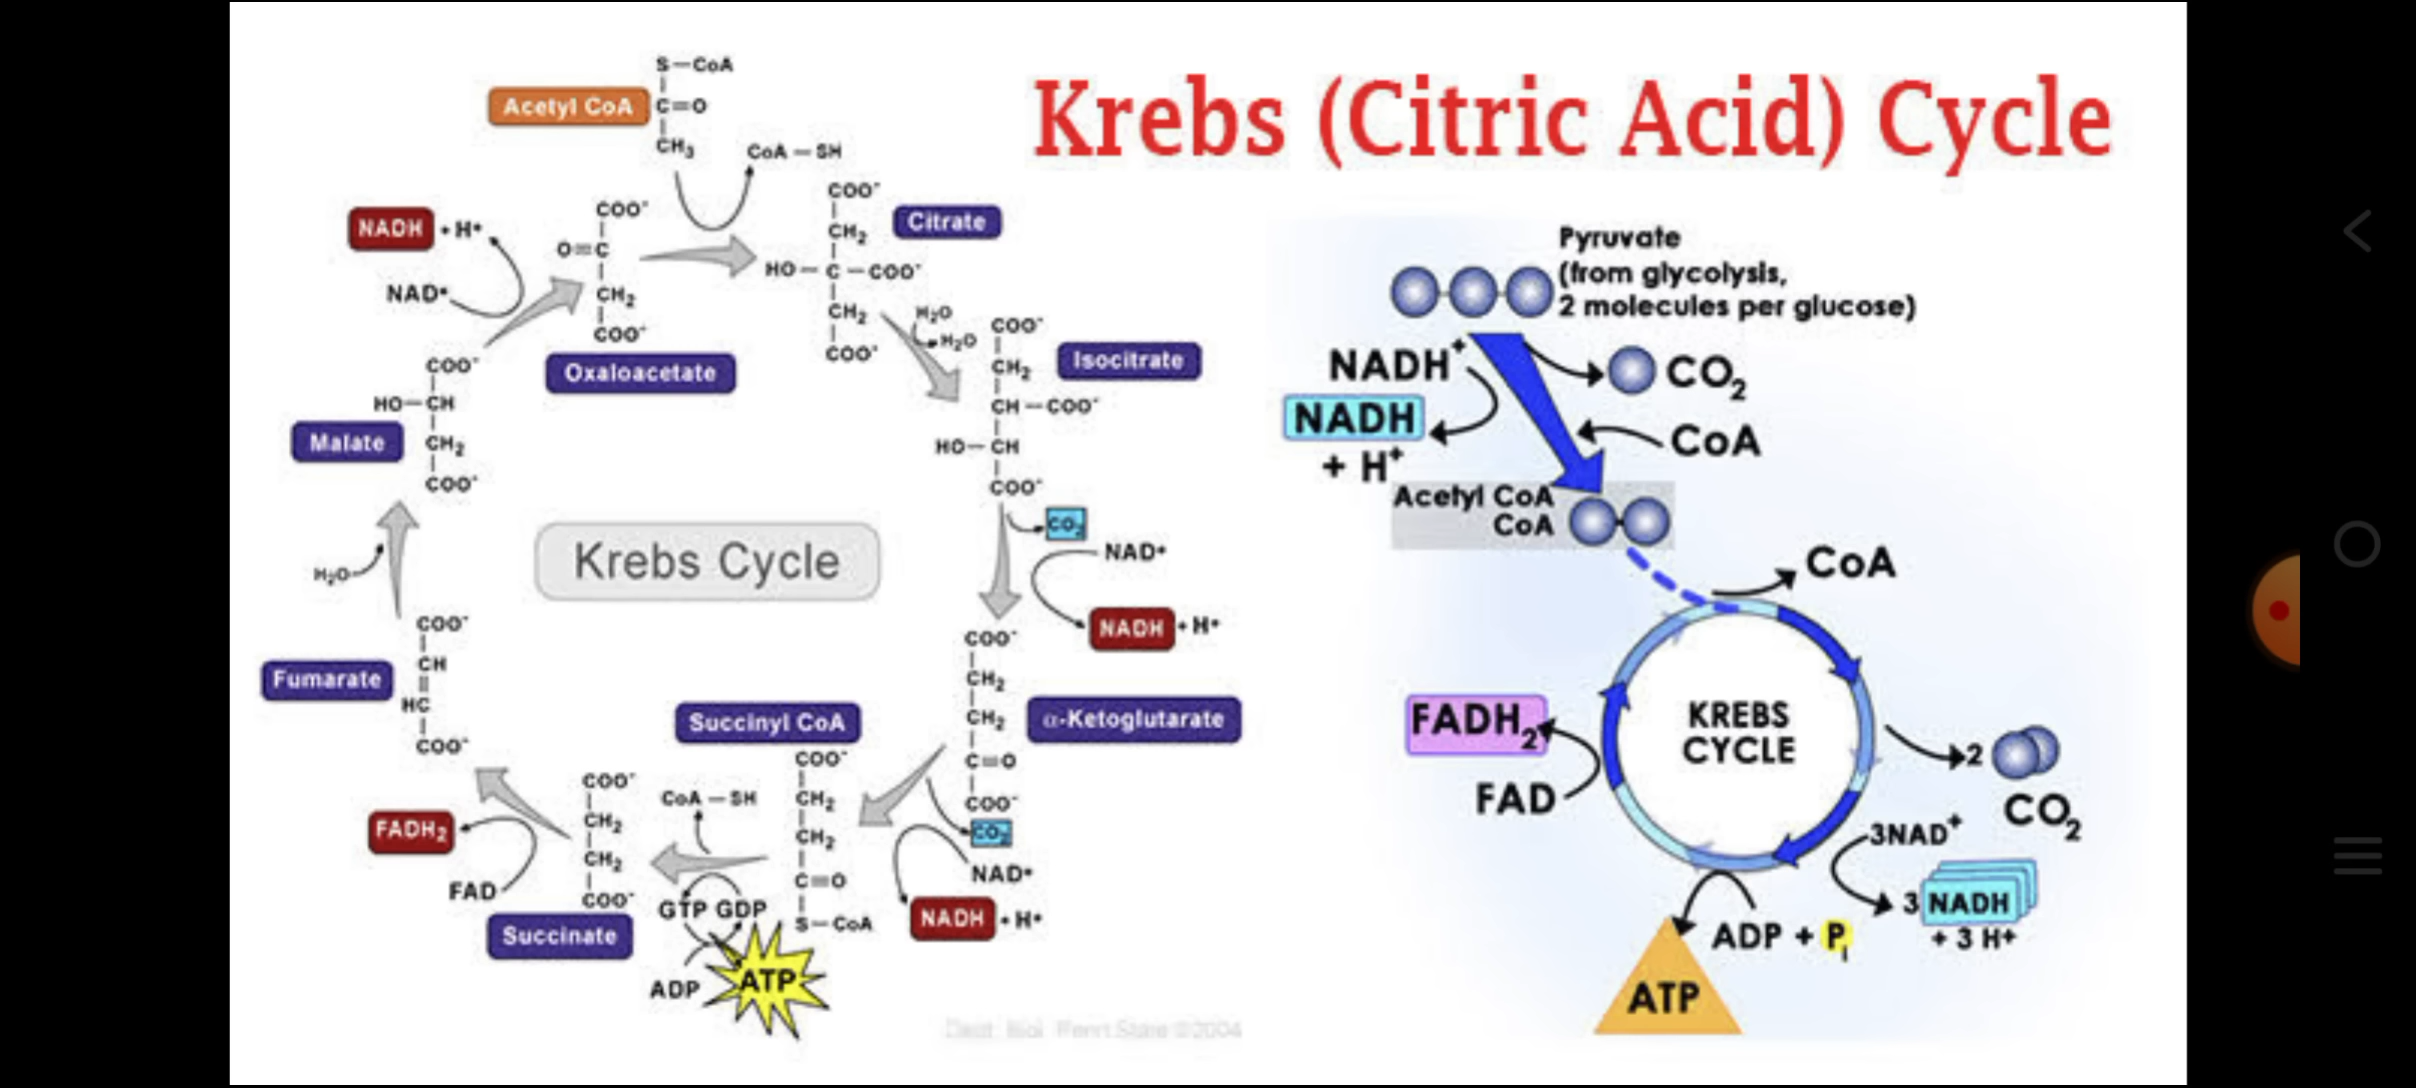 Krebs (Citric Acid) Cycle
S—CoA
Acetyl CoA
C=O
CH₃
CoA—SH
COO⁻
CH₂
HO—C—COO⁻
CH₂
COO⁻
Citrate
H₂O
H₂O
COO⁻
CH₂
CH—COO⁻
HO—CH
COO⁻
Isocitrate
CO₂
NAD⁺
NADH + H⁺
COO⁻
CH₂
CH₂
C=O
COO⁻
α-Ketoglutarate
CO₂
NAD⁺
NADH + H⁺
Succinyl CoA
COO⁻
CH₂
CH₂
C=O
S—CoA
CoA—SH
GTP GDP
ADP
ATP
COO⁻
CH₂
CH₂
COO⁻
Succinate
FADH₂
FAD
COO⁻
CH
HC
COO⁻
Fumarate
H₂O
COO⁻
HO—CH
CH₂
COO⁻
Malate
NADH + H⁺
NAD⁺
COO⁻
O=C
CH₂
COO⁻
Oxaloacetate
Krebs Cycle
Dept Biol Penn State ©2004
Pyruvate
(from glycolysis,
2 molecules per glucose)
NADH⁺
CO₂
NADH
+ H⁺
CoA
Acetyl CoA
CoA
CoA
KREBS
CYCLE
FADH₂
FAD
2
CO₂
3NAD⁺
3 NADH
+ 3 H+
ADP + Pᵢ
ATP